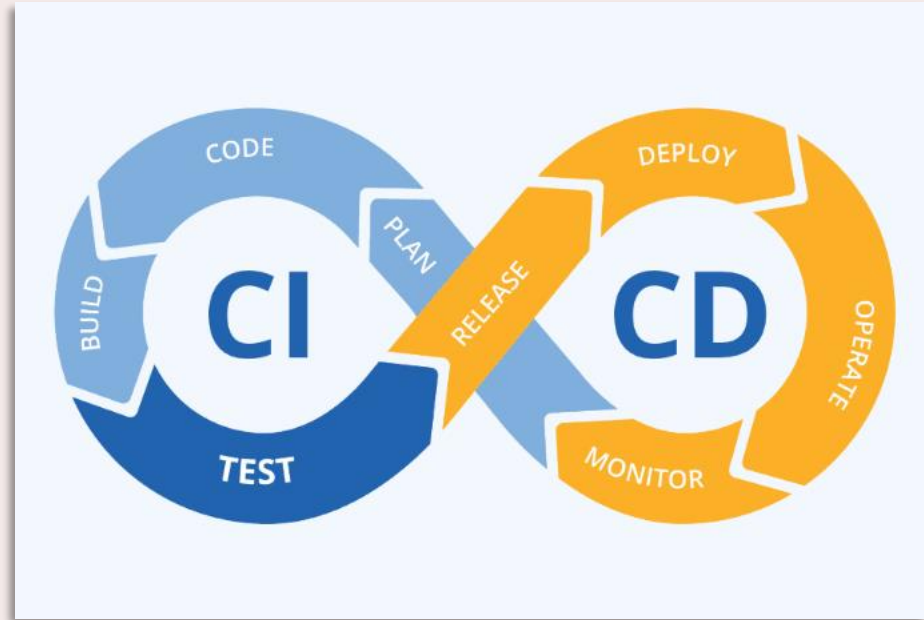 CODE
DEPLOY
PLAN
BUILD
CI
RELEASE
CD
OPERATE
TEST
MONITOR